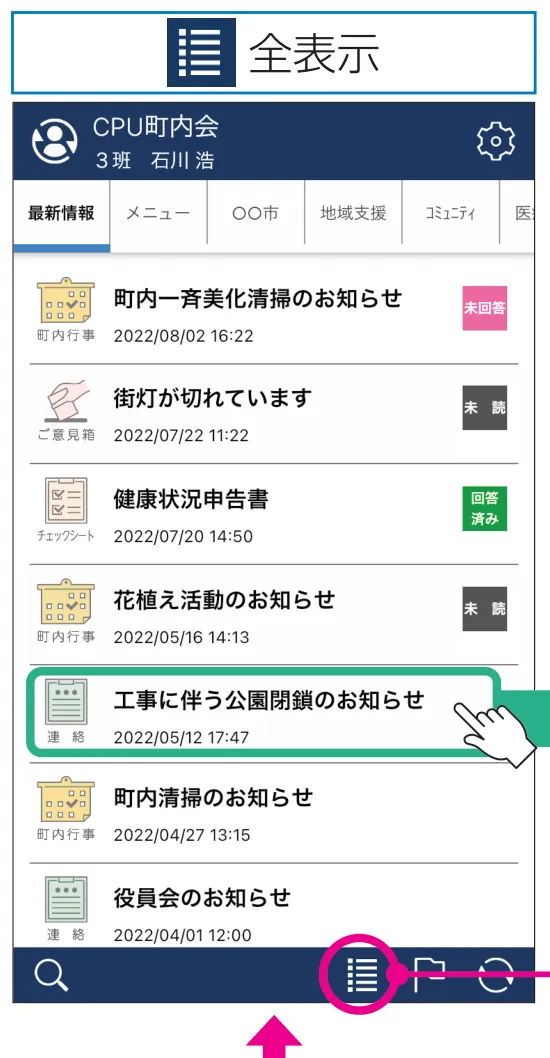 全表示
CPU町内会
3班 石川 浩
最新情報 メニュー 〇〇市 地域支援 コミュニティ
町内一斉美化清掃のお知らせ
未回答
町内行事
2022/08/02 16:22
街灯が切れています
未 読
ご意見箱
2022/07/22 11:22
健康状況申告書
回答
済み
チェックシート
2022/07/20 14:50
花植え活動のお知らせ
未 読
町内行事
2022/05/16 14:13
工事に伴う公園閉鎖のお知らせ
連 絡
2022/05/12 17:47
町内清掃のお知らせ
町内行事
2022/04/27 13:15
役員会のお知らせ
連 絡
2022/04/01 12:00